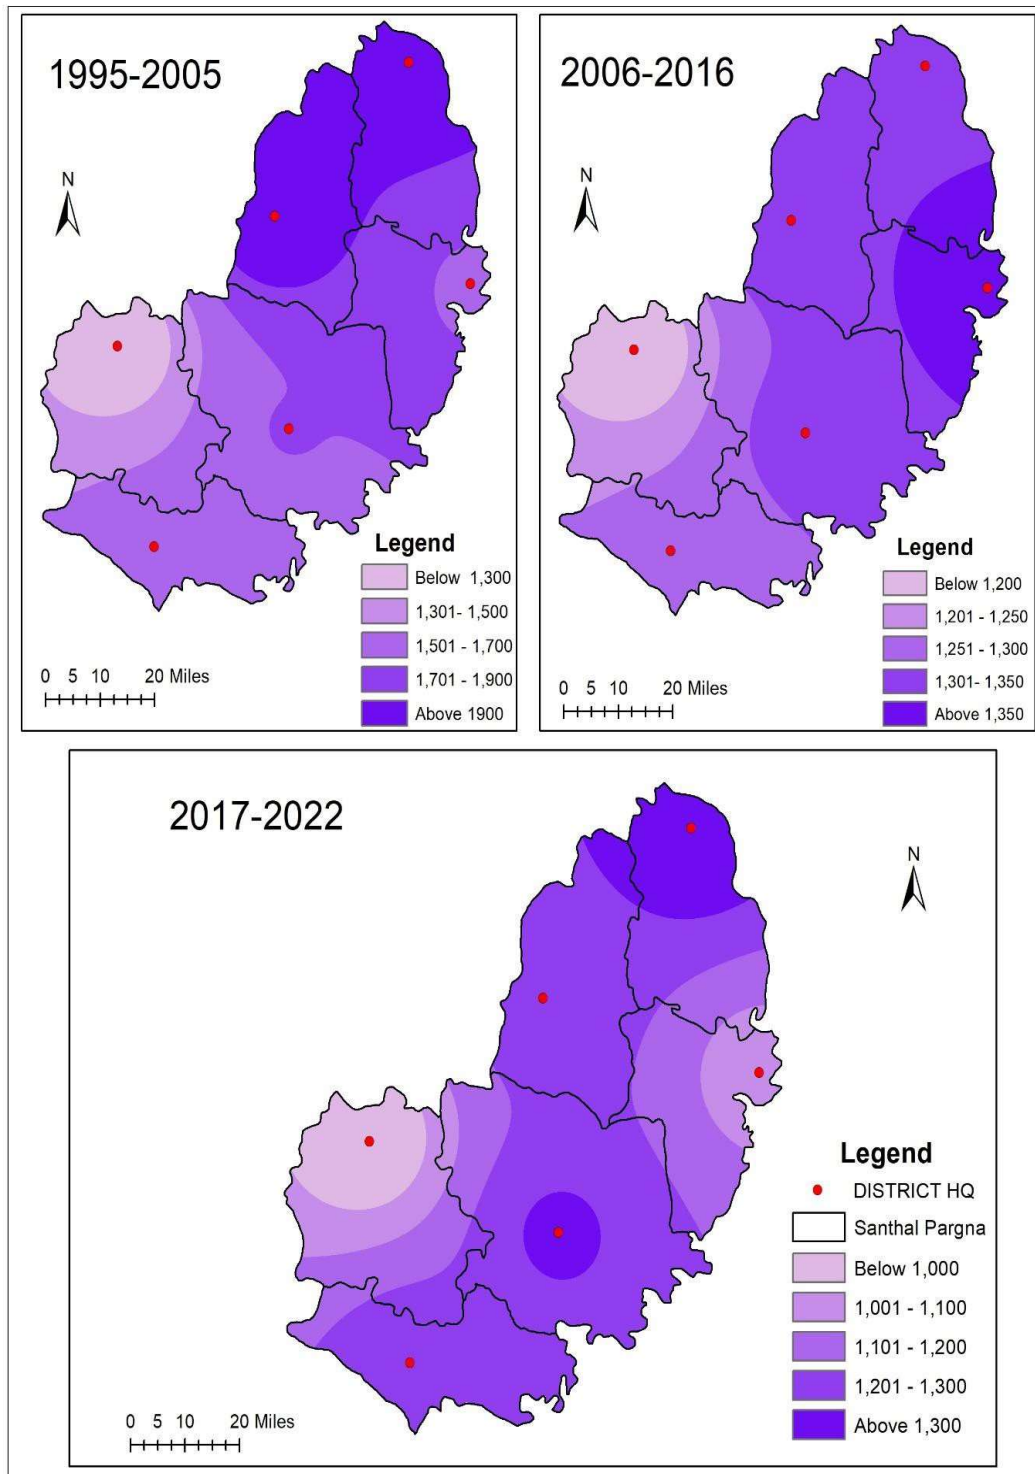 1995-2005
N
Legend
Below 1,300
1,301- 1,500
1,501 - 1,700
1,701 - 1,900
Above 1900
0 5 10 20 Miles
2006-2016
N
Legend
Below 1,200
1,201 - 1,250
1,251 - 1,300
1,301- 1,350
Above 1,350
0 5 10 20 Miles
2017-2022
N
Legend
DISTRICT HQ
Santhal Pargna
Below 1,000
1,001 - 1,100
1,101 - 1,200
1,201 - 1,300
Above 1,300
0 5 10 20 Miles